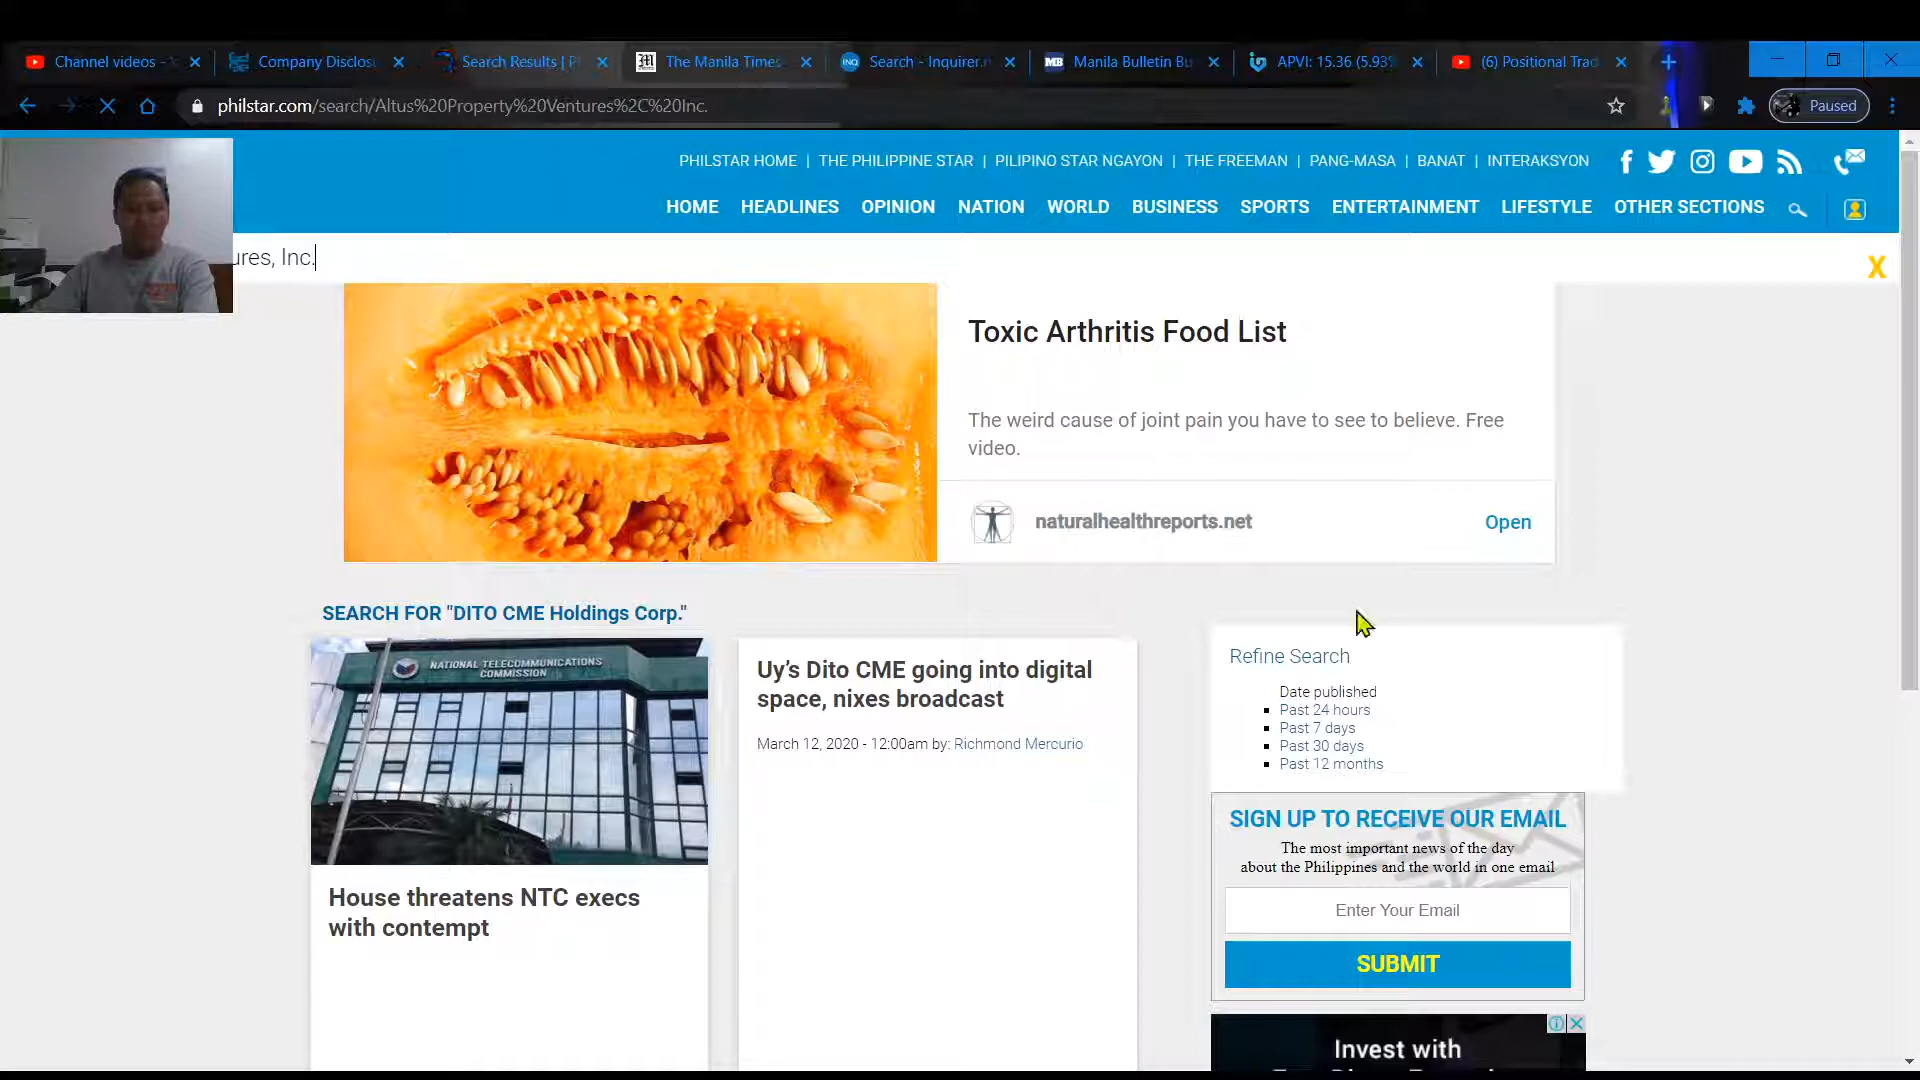 Channel videos - Y
Company Disclosu
Search Results | Pl
The Manila Times
INQ Search - Inquirer.n
MB Manila Bulletin Bu
APVI: 15.36 (5.93%
(6) Positional Trad
philstar.com/search/Altus%20Property%20Ventures%2C%20Inc.
Paused
PHILSTAR HOME | THE PHILIPPINE STAR | PILIPINO STAR NGAYON | THE FREEMAN | PANG-MASA | BANAT | INTERAKSYON
HOME HEADLINES OPINION NATION WORLD BUSINESS SPORTS ENTERTAINMENT LIFESTYLE OTHER SECTIONS
ures, Inc.
X
Toxic Arthritis Food List
The weird cause of joint pain you have to see to believe. Free
video.
naturalhealthreports.net
Open
SEARCH FOR "DITO CME Holdings Corp."
NATIONAL TELECOMMUNICATIONS
COMMISSION
House threatens NTC execs
with contempt
Uy's Dito CME going into digital
space, nixes broadcast
March 12, 2020 - 12:00am by: Richmond Mercurio
Refine Search
Date published
Past 24 hours
Past 7 days
Past 30 days
Past 12 months
SIGN UP TO RECEIVE OUR EMAIL
The most important news of the day
about the Philippines and the world in one email
Enter Your Email
SUBMIT
Invest with